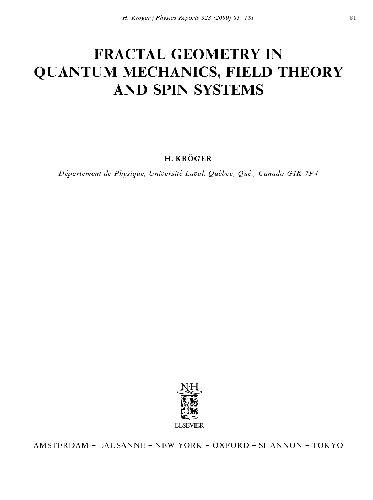 H. Kröger / Physics Reports 323 (2000) 81–181
81
FRACTAL GEOMETRY IN
QUANTUM MECHANICS, FIELD THEORY
AND SPIN SYSTEMS
H. KRÖGER
Département de Physique, Université Laval, Québec, Qué., Canada G1K 7P4
NH
ELSEVIER
AMSTERDAM – LAUSANNE – NEW YORK – OXFORD – SHANNON – TOKYO